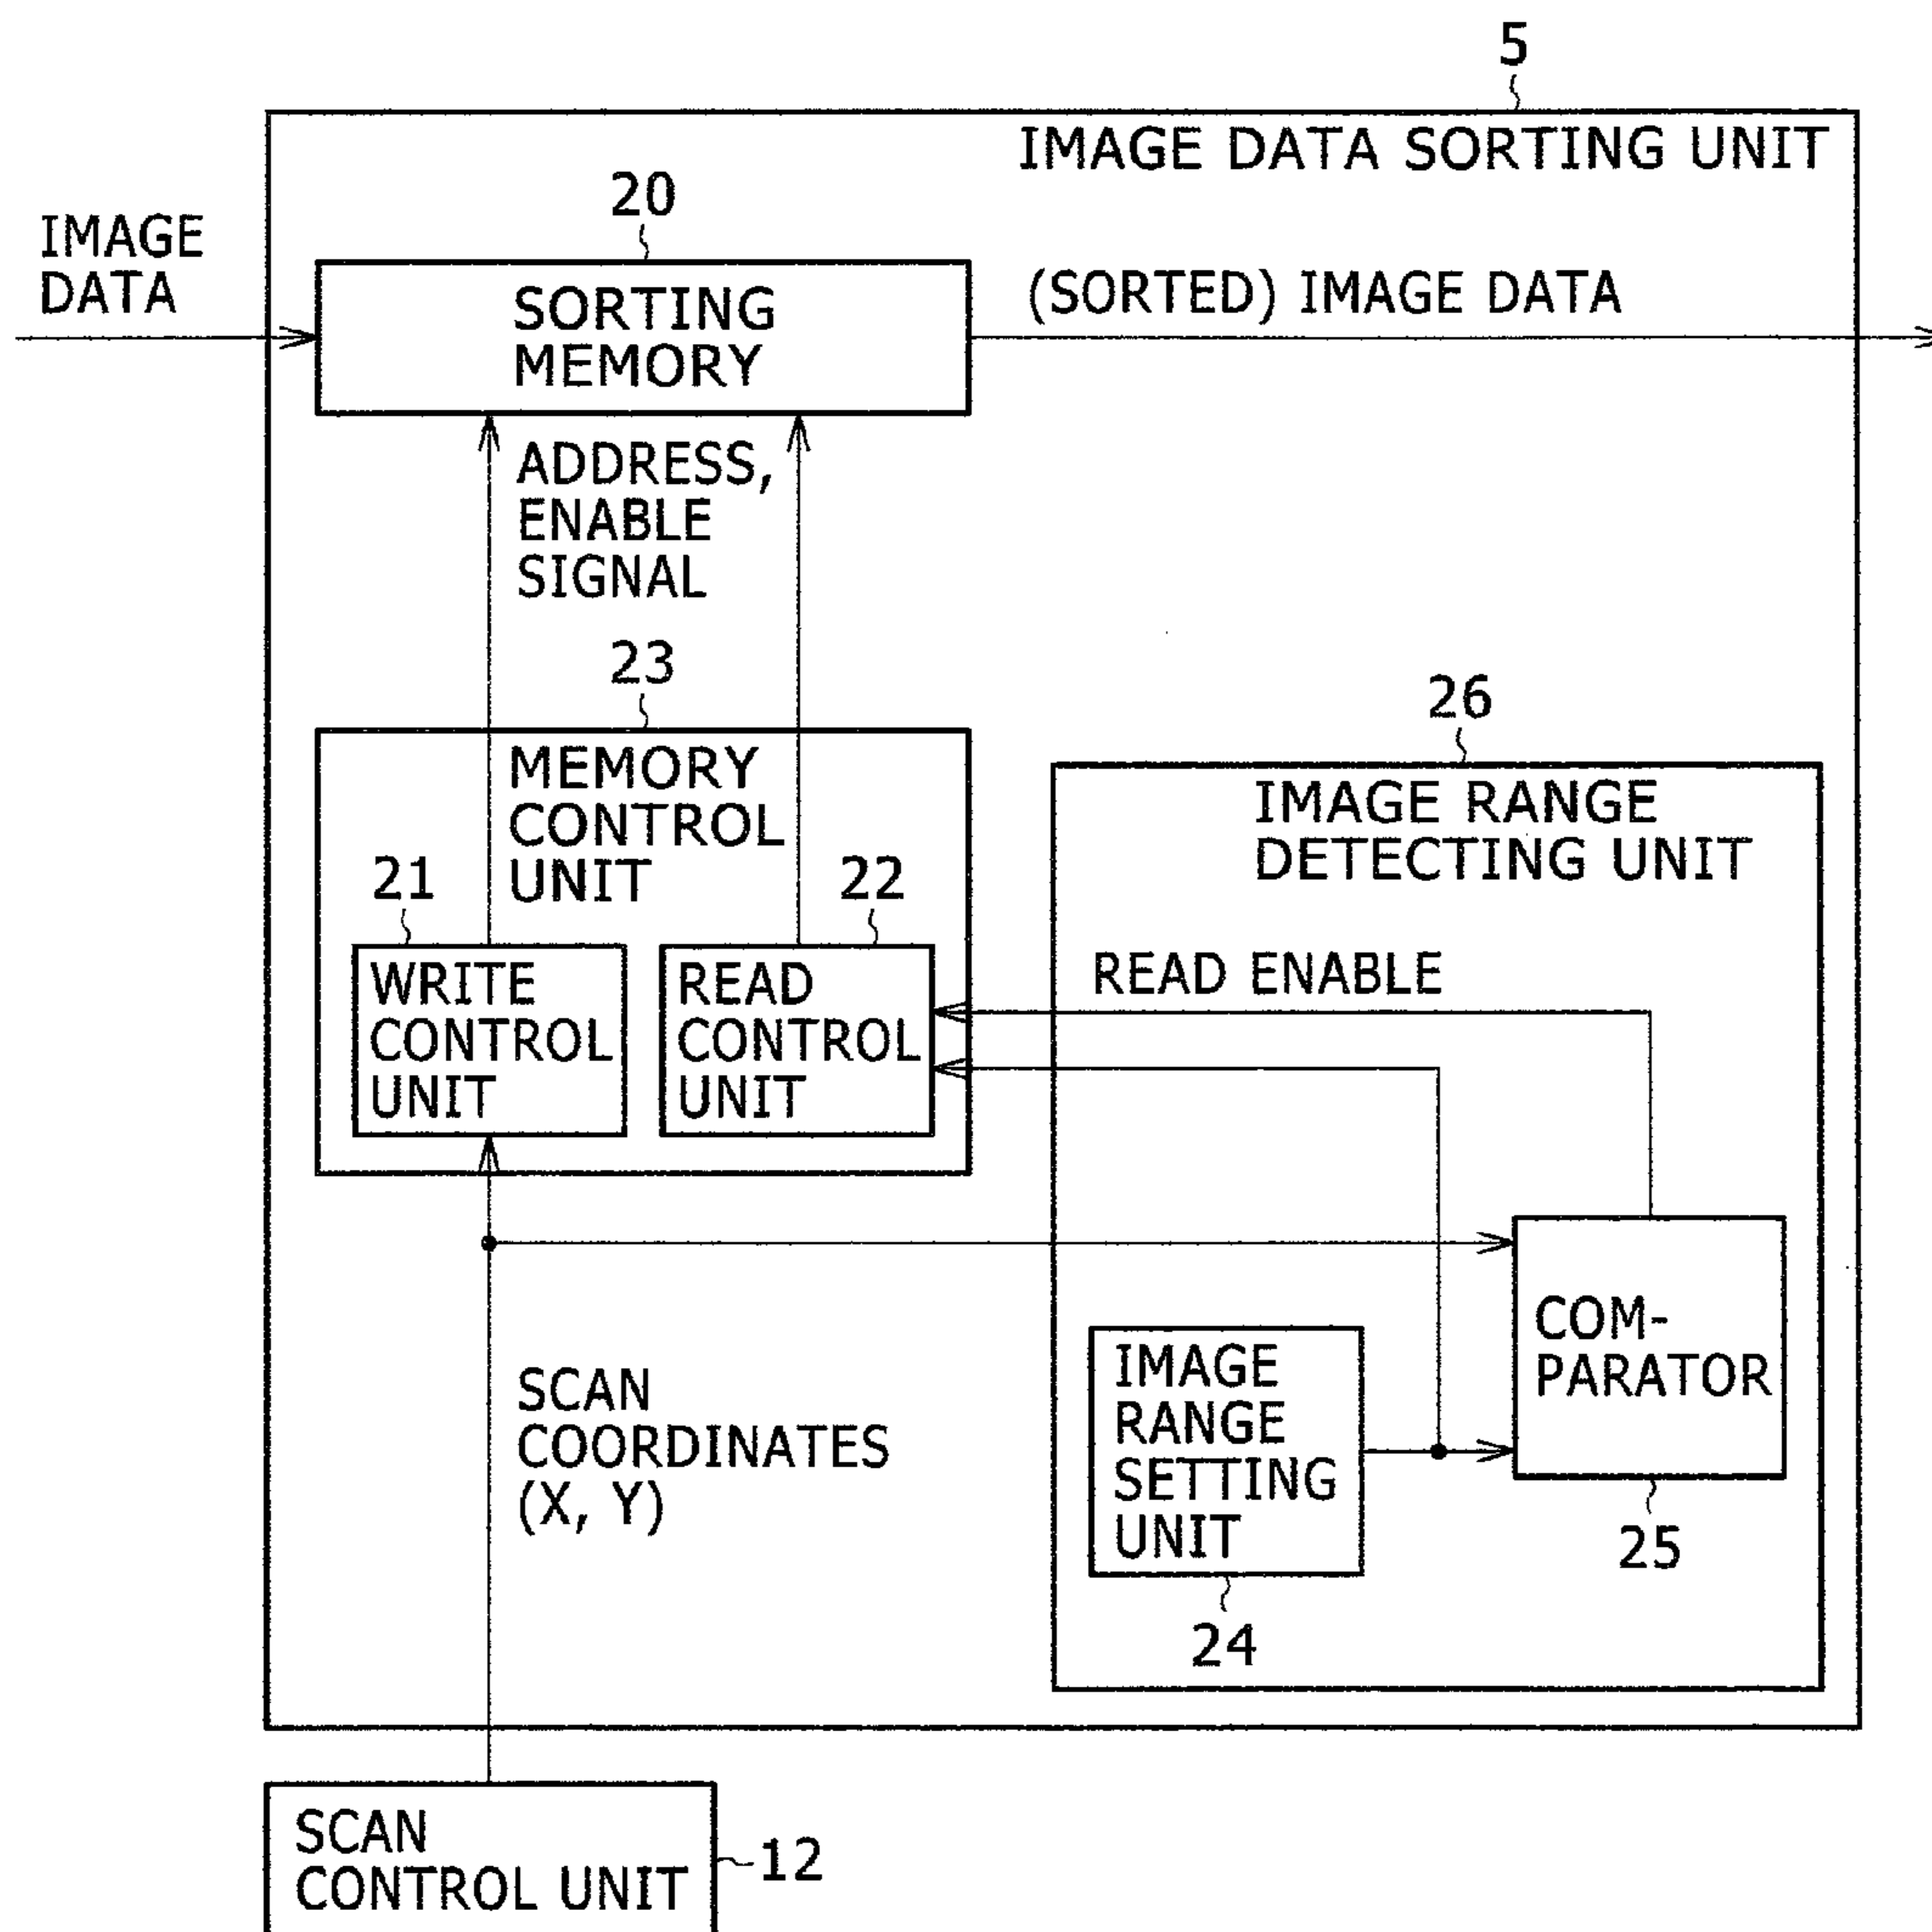 5
IMAGE DATA SORTING UNIT
20
IMAGE
DATA
SORTING
MEMORY
(SORTED) IMAGE DATA
ADDRESS,
ENABLE
SIGNAL
23
26
MEMORY
CONTROL
UNIT
IMAGE RANGE
DETECTING UNIT
21
22
WRITE
CONTROL
UNIT
READ
CONTROL
UNIT
READ ENABLE
COM-
PARATOR
25
IMAGE
RANGE
SETTING
UNIT
24
SCAN
COORDINATES
(X, Y)
SCAN
CONTROL UNIT
12